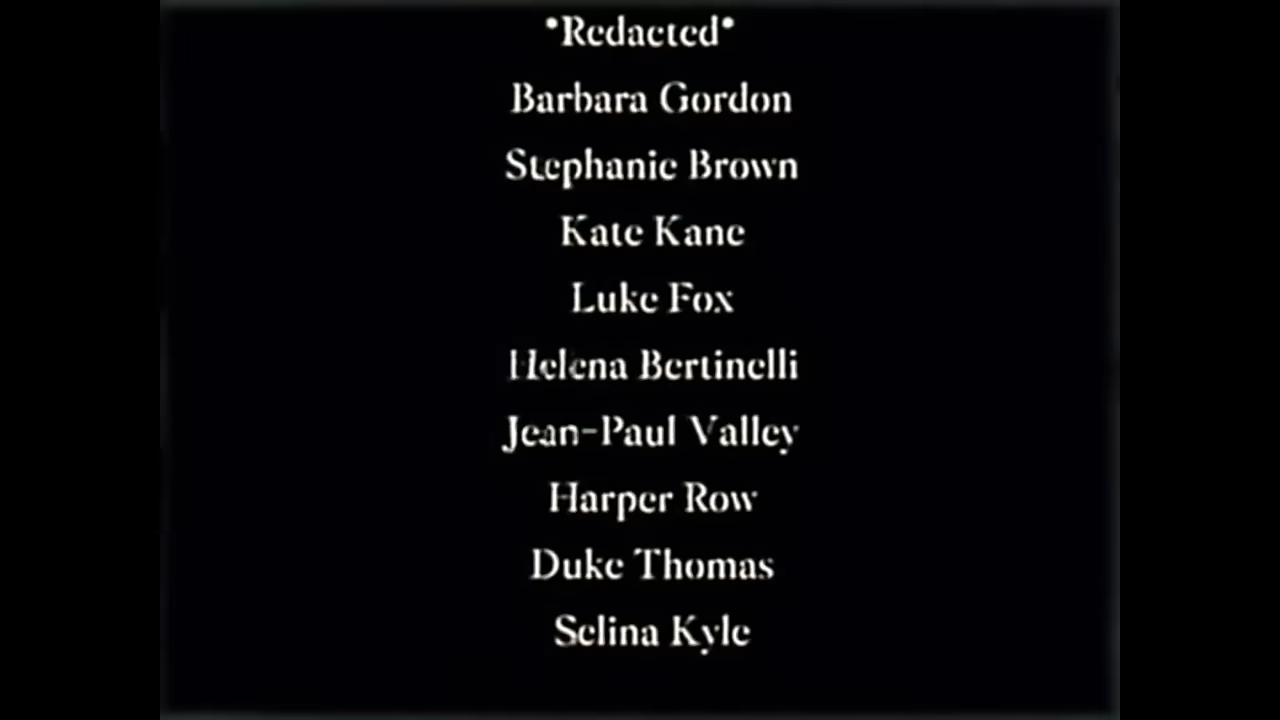 *Redacted*
Barbara Gordon
Stephanie Brown
Kate Kane
Luke Fox
Helena Bertinelli
Jean-Paul Valley
Harper Row
Duke Thomas
Selina Kyle